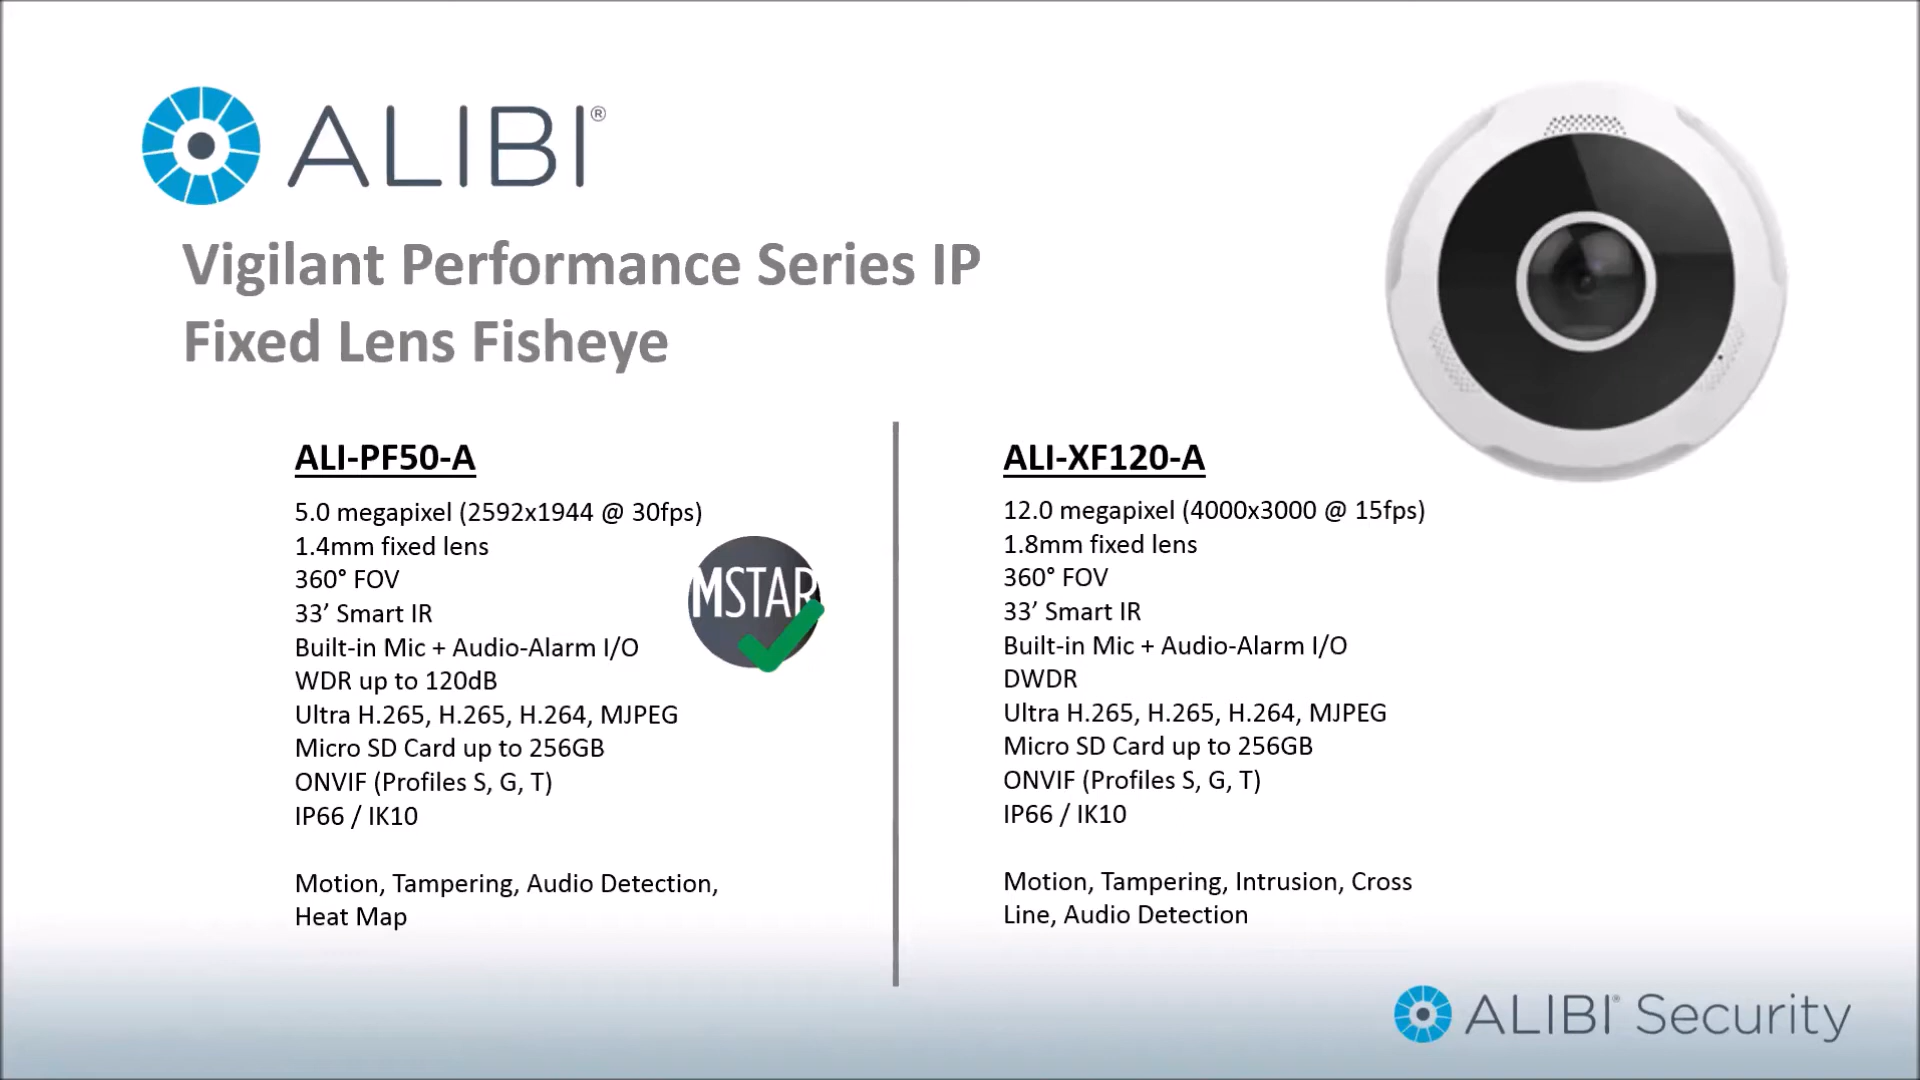 ALIBI®
Vigilant Performance Series IP
Fixed Lens Fisheye
ALI-PF50-A
5.0 megapixel (2592x1944 @ 30fps)
1.4mm fixed lens
360° FOV
33’ Smart IR
Built-in Mic + Audio-Alarm I/O
WDR up to 120dB
Ultra H.265, H.265, H.264, MJPEG
Micro SD Card up to 256GB
ONVIF (Profiles S, G, T)
IP66 / IK10
Motion, Tampering, Audio Detection,
Heat Map
MSTAR
ALI-XF120-A
12.0 megapixel (4000x3000 @ 15fps)
1.8mm fixed lens
360° FOV
33’ Smart IR
Built-in Mic + Audio-Alarm I/O
DWDR
Ultra H.265, H.265, H.264, MJPEG
Micro SD Card up to 256GB
ONVIF (Profiles S, G, T)
IP66 / IK10
Motion, Tampering, Intrusion, Cross
Line, Audio Detection
ALIBI® Security